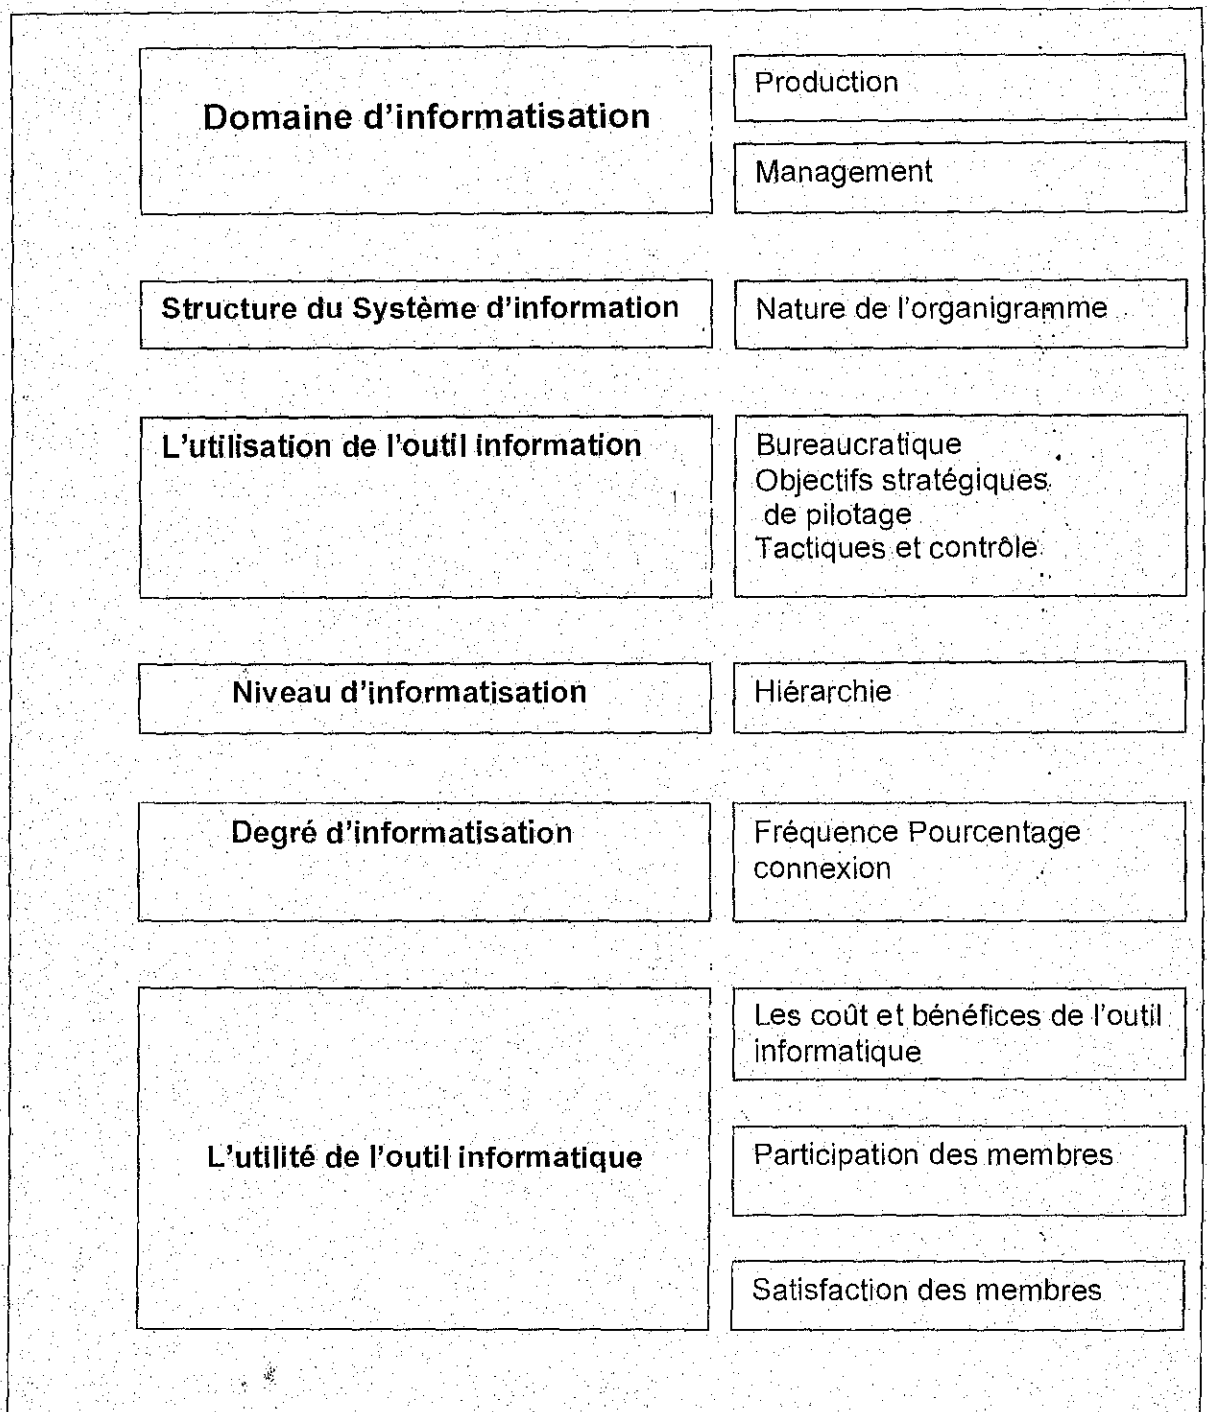 Domaine d'informatisation
Production
Management
Structure du Système d'information
Nature de l'organigramme
L'utilisation de l'outil information
Bureaucratique
Objectifs stratégiques
de pilotage
Tactiques et contrôle
Niveau d'informatisation
Hiérarchie
Degré d'informatisation
Fréquence Pourcentage
connexion
L'utilité de l'outil informatique
Les coût et bénéfices de l'outil
informatique
Participation des membres
Satisfaction des membres